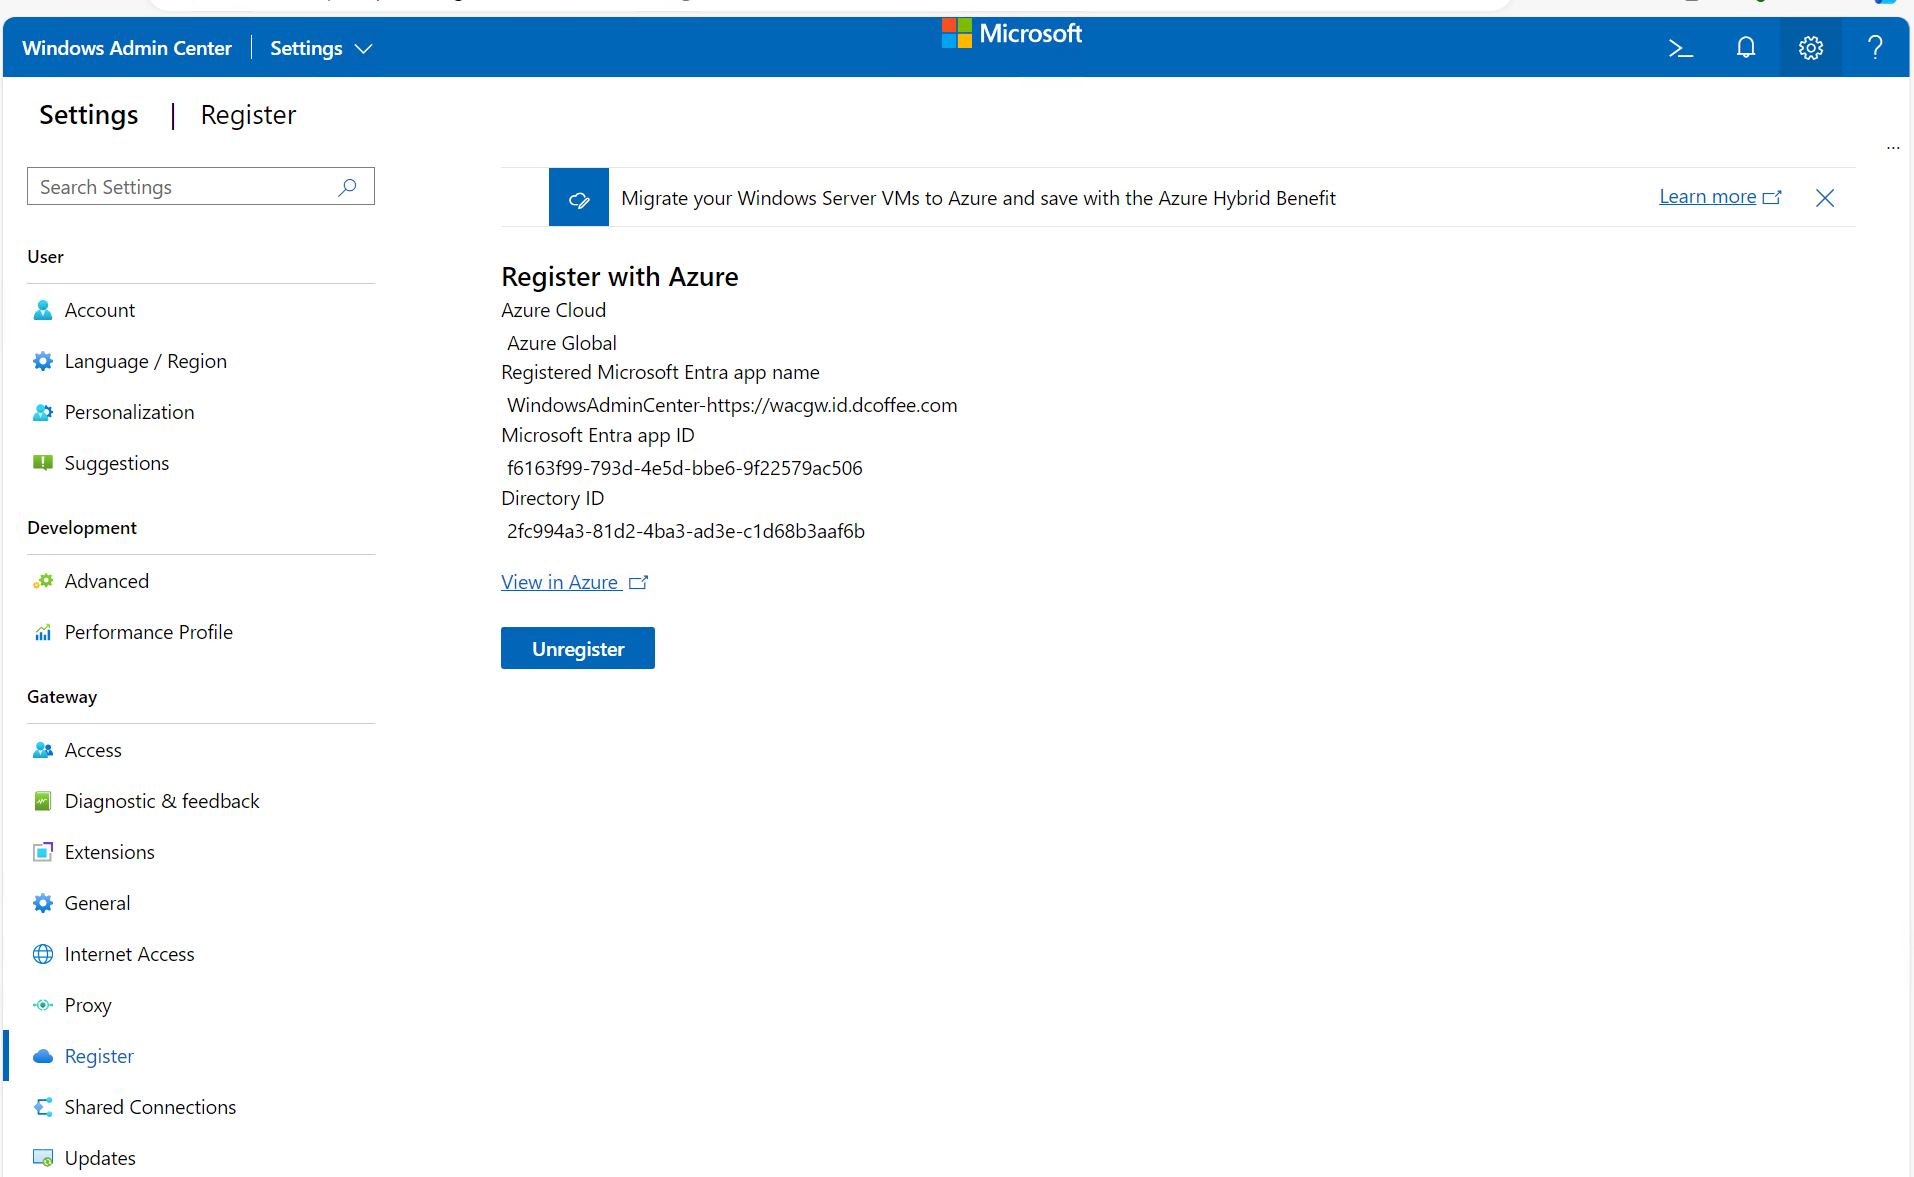 Windows Admin Center
Settings
Microsoft
>_
?
Settings | Register
...
Search Settings
Migrate your Windows Server VMs to Azure and save with the Azure Hybrid Benefit
Learn more
User
Account
Language / Region
Personalization
Suggestions
Development
Advanced
Performance Profile
Gateway
Access
Diagnostic & feedback
Extensions
General
Internet Access
Proxy
Register
Shared Connections
Updates
Register with Azure
Azure Cloud
Azure Global
Registered Microsoft Entra app name
WindowsAdminCenter-https://wacgw.id.dcoffee.com
Microsoft Entra app ID
f6163f99-793d-4e5d-bbe6-9f22579ac506
Directory ID
2fc994a3-81d2-4ba3-ad3e-c1d68b3aaf6b
View in Azure
Unregister